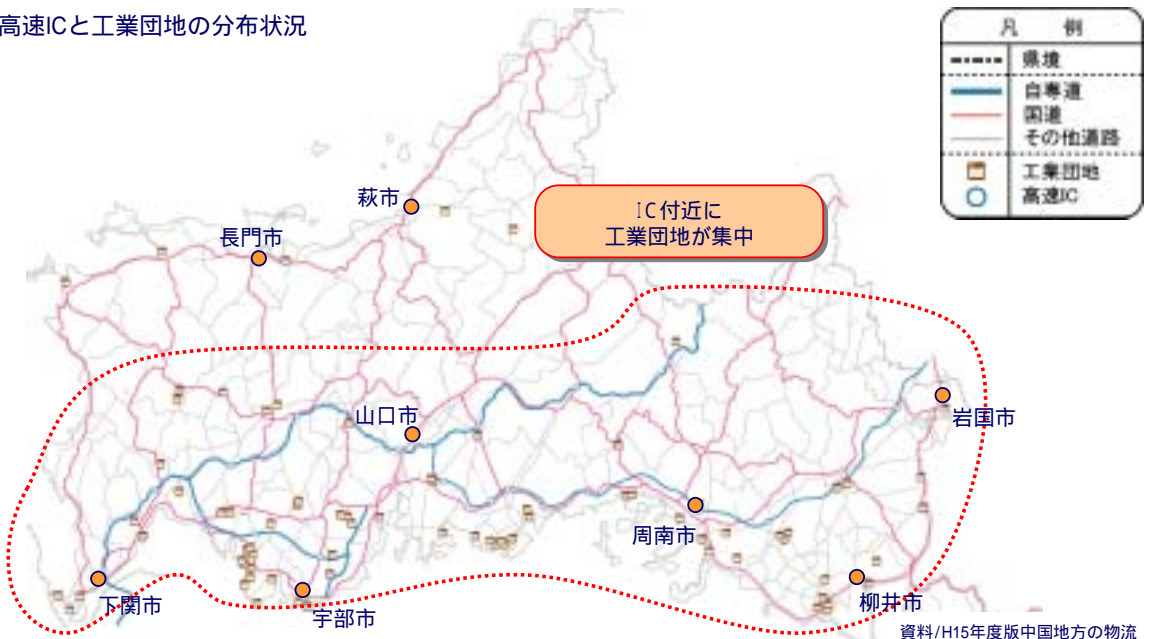 高速ICと工業団地の分布状況
凡 例
県境
自専道
国道
その他道路
工業団地
高速IC
IC付近に
工業団地が集中
萩市
長門市
山口市
岩国市
周南市
下関市
宇部市
柳井市
資料/H15年度版中国地方の物流